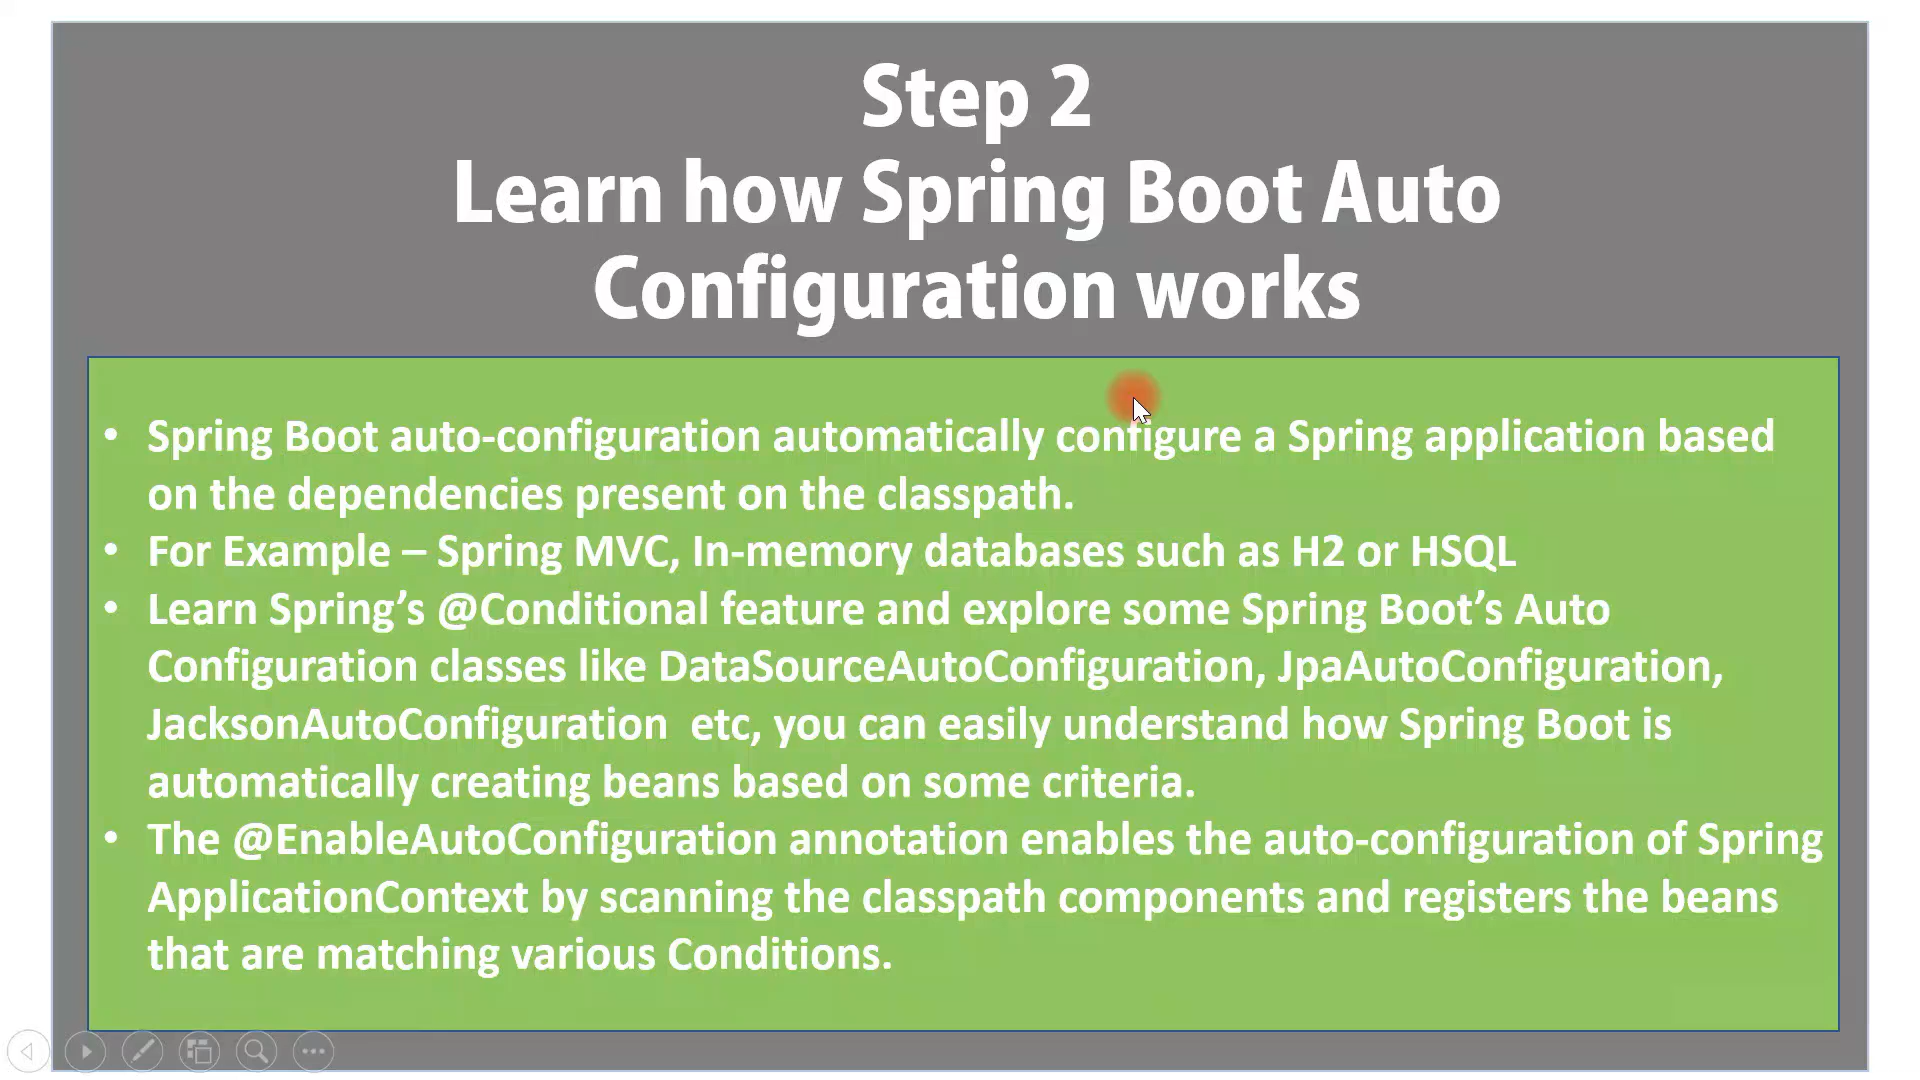 Step 2
Learn how Spring Boot Auto
Configuration works
• Spring Boot auto-configuration automatically configure a Spring application based
on the dependencies present on the classpath.
• For Example – Spring MVC, In-memory databases such as H2 or HSQL
• Learn Spring’s @Conditional feature and explore some Spring Boot’s Auto
Configuration classes like DataSourceAutoConfiguration, JpaAutoConfiguration,
JacksonAutoConfiguration  etc, you can easily understand how Spring Boot is
automatically creating beans based on some criteria.
• The @EnableAutoConfiguration annotation enables the auto-configuration of Spring
ApplicationContext by scanning the classpath components and registers the beans
that are matching various Conditions.